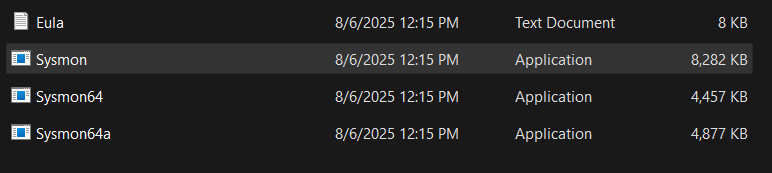 Eula 8/6/2025 12:15 PM Text Document 8 KB
Sysmon 8/6/2025 12:15 PM Application 8,282 KB
Sysmon64 8/6/2025 12:15 PM Application 4,457 KB
Sysmon64a 8/6/2025 12:15 PM Application 4,877 KB